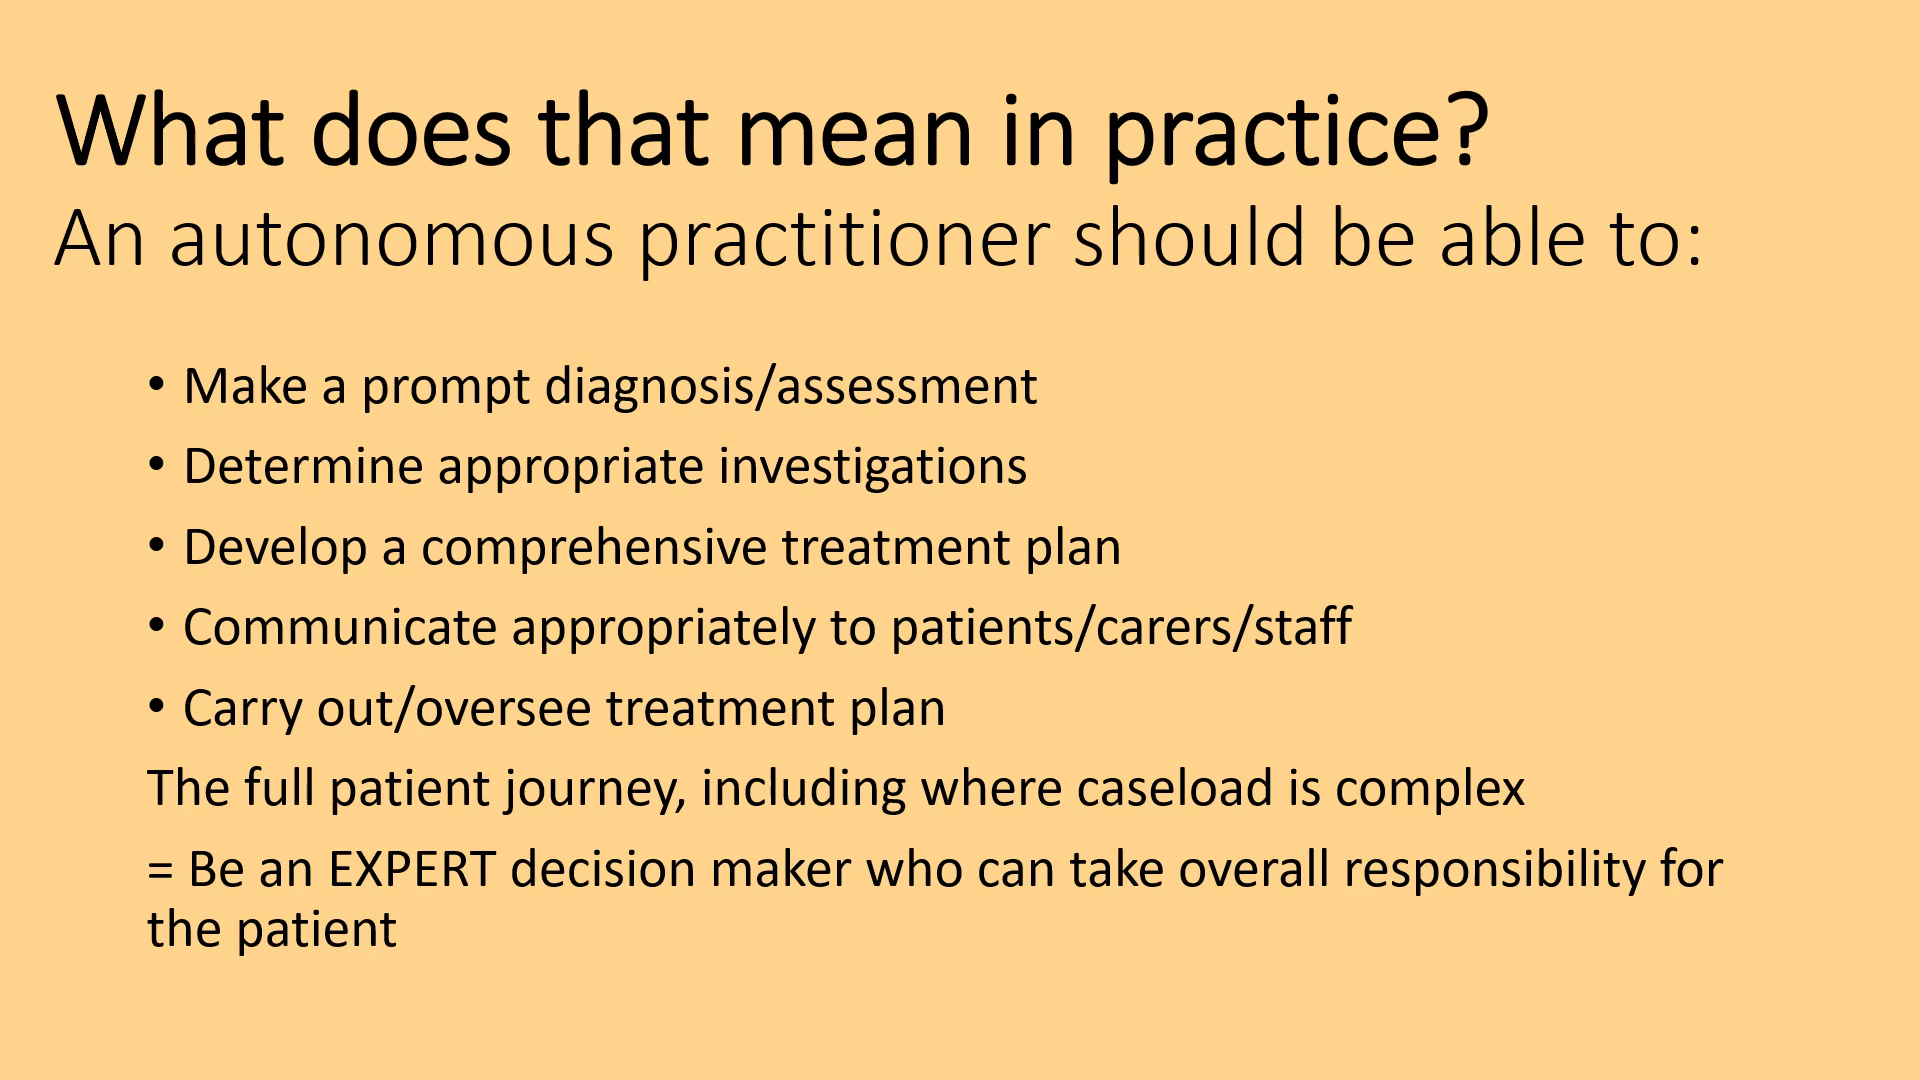 What does that mean in practice?
An autonomous practitioner should be able to:
• Make a prompt diagnosis/assessment
• Determine appropriate investigations
• Develop a comprehensive treatment plan
• Communicate appropriately to patients/carers/staff
• Carry out/oversee treatment plan
The full patient journey, including where caseload is complex
= Be an EXPERT decision maker who can take overall responsibility for
the patient